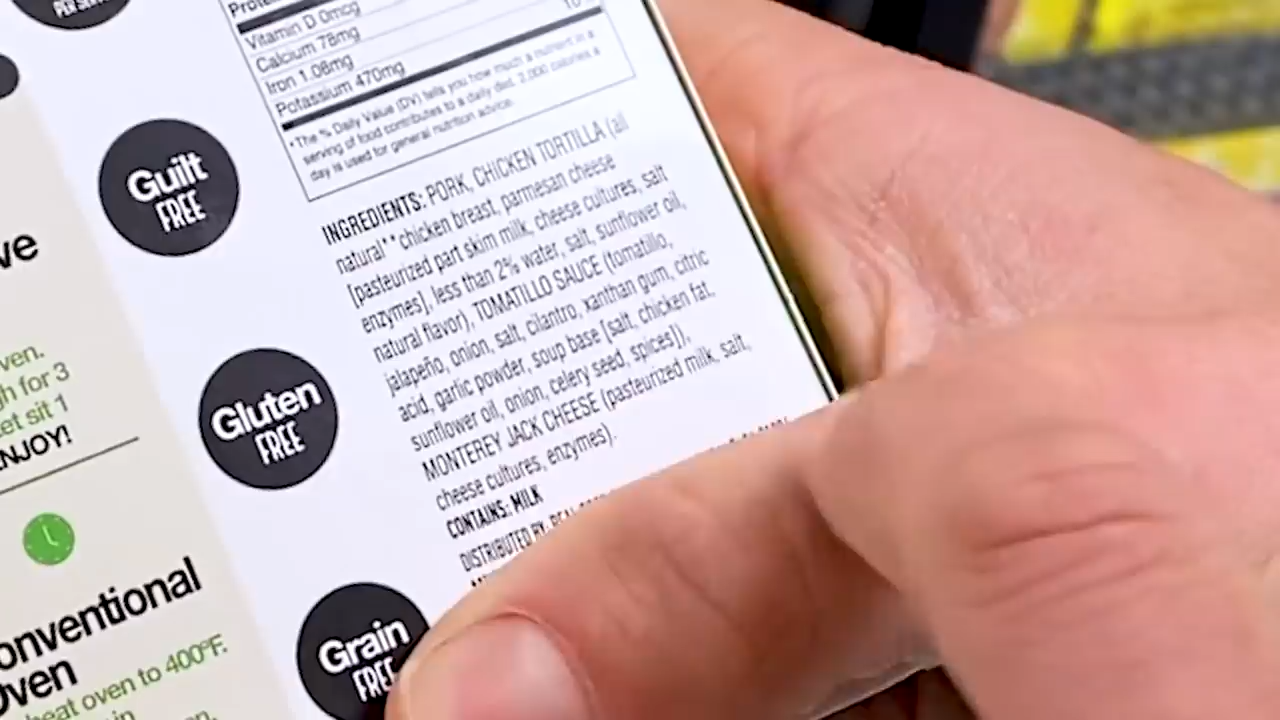 PER SERVING
Vitamin D 0mcg
Calcium 78mg
Iron 1.08mg
Potassium 470mg
* The % Daily Value (DV) tells you how much a nutrient in a
serving of food contributes to a daily diet. 2,000 calories a
day is used for general nutrition advice.
INGREDIENTS: PORK, CHICKEN TORTILLA (all
natural** chicken breast, parmesan cheese
[pasteurized part skim milk, cheese cultures, salt
enzymes], less than 2% water, salt, sunflower oil,
natural flavor), TOMATILLO SAUCE (tomatillo,
jalapeño, onion, salt, cilantro, xanthan gum, citric
acid, garlic powder, soup base [salt, chicken fat,
sunflower oil, onion, celery seed, spices]),
MONTEREY JACK CHEESE (pasteurized milk, salt,
cheese cultures, enzymes).
CONTAINS: MILK
DISTRIBUTED BY:
Guilt
FREE
Gluten
FREE
Grain
FREE
ve
ven.
gh for 3
et sit 1
NJOY!
onventional
Oven
heat oven to 400°F.